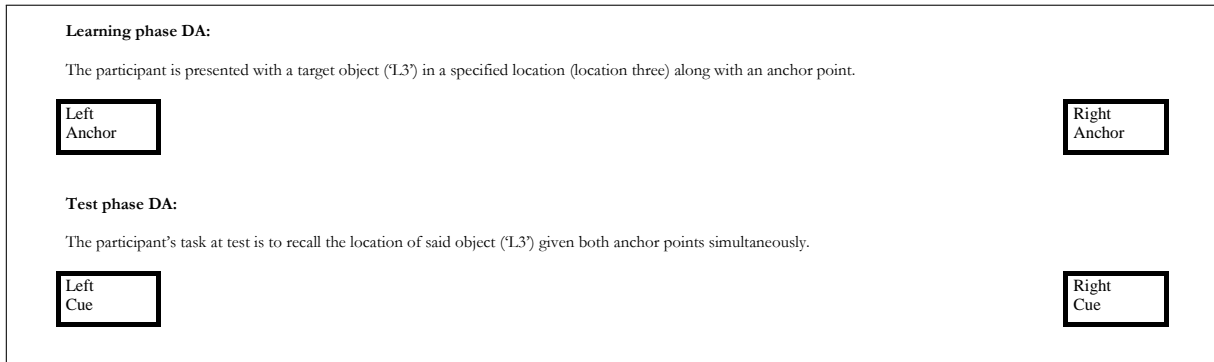 Learning phase DA:
The participant is presented with a target object (‘L3’) in a specified location (location three) along with an anchor point.
Left
Anchor
Right
Anchor
Test phase DA:
The participant’s task at test is to recall the location of said object (‘L3’) given both anchor points simultaneously.
Left
Cue
Right
Cue